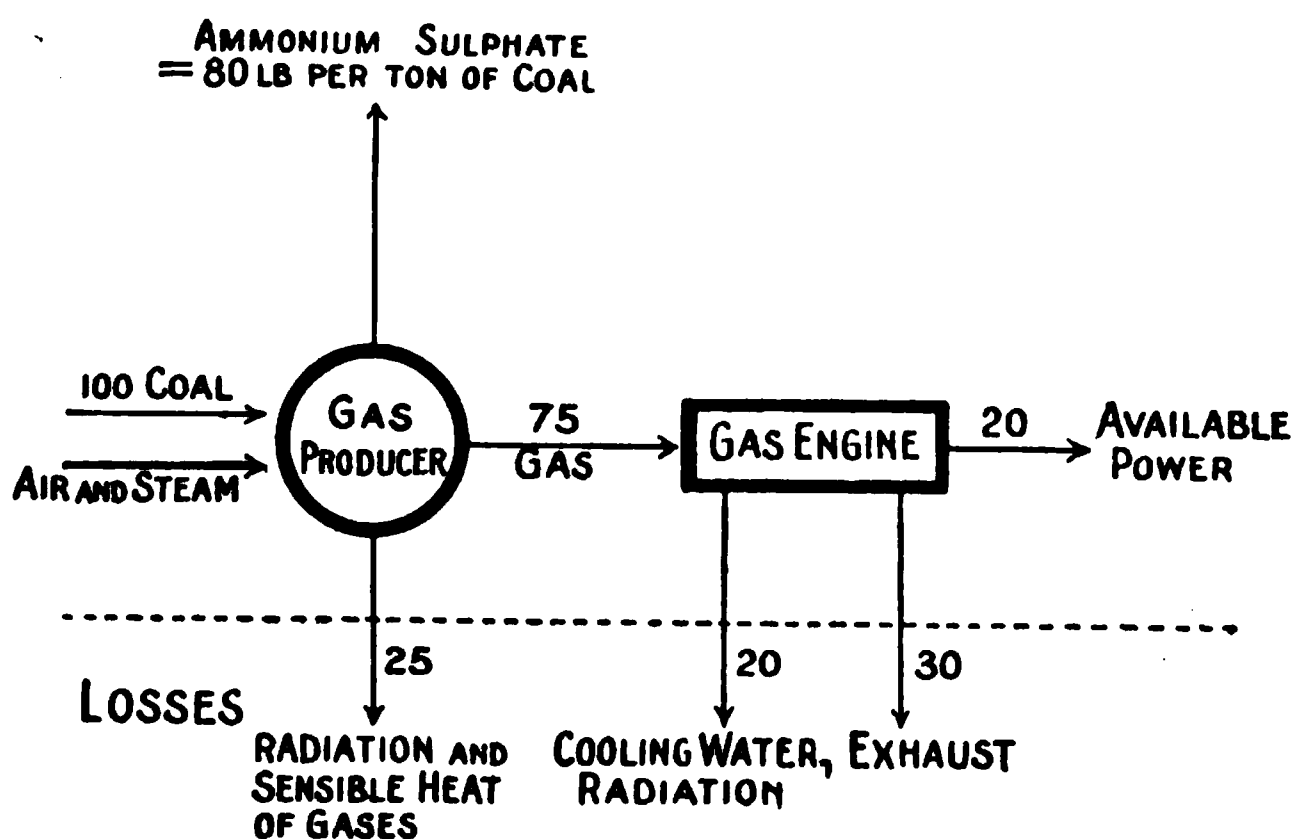 AMMONIUM SULPHATE
= 80 LB PER TON OF COAL
100 COAL
AIR AND STEAM
GAS
PRODUCER
75
GAS
GAS ENGINE
20
AVAILABLE
POWER
25
20
30
LOSSES
RADIATION AND
SENSIBLE HEAT
OF GASES
COOLING WATER,
RADIATION
EXHAUST